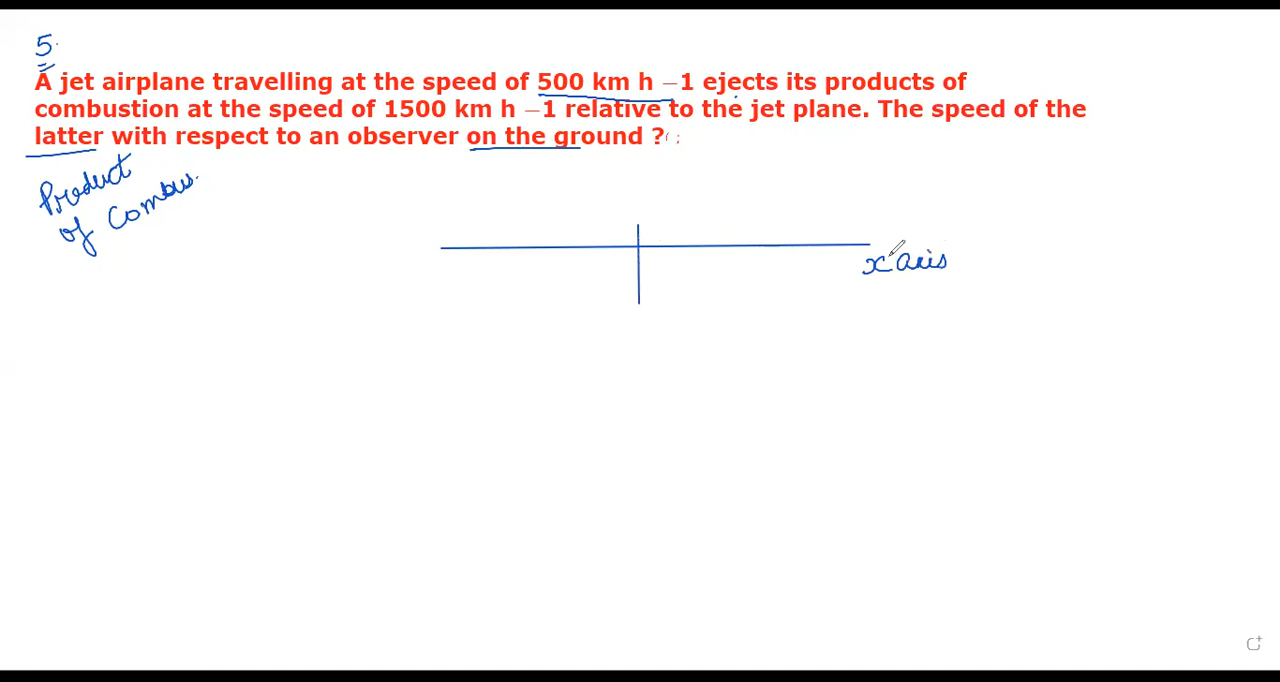 5.
A jet airplane travelling at the speed of 500 km h −1 ejects its products of
combustion at the speed of 1500 km h −1 relative to the jet plane. The speed of the
latter with respect to an observer on the ground ?
Product
of Combus.
x axis